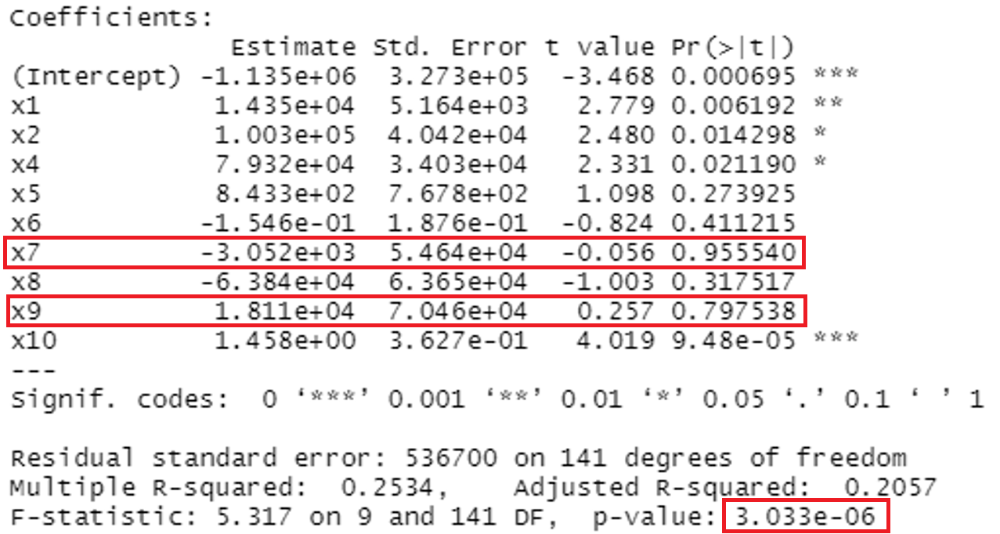 Coefficients:
Estimate Std. Error t value Pr(>|t|)
(Intercept) -1.135e+06 3.273e+05 -3.468 0.000695 ***
x1 1.435e+04 5.164e+03 2.779 0.006192 **
x2 1.003e+05 4.042e+04 2.480 0.014298 *
x4 7.932e+04 3.403e+04 2.331 0.021190 *
x5 8.433e+02 7.678e+02 1.098 0.273925
x6 -1.546e-01 1.876e-01 -0.824 0.411215
x7 -3.052e+03 5.464e+04 -0.056 0.955540
x8 -6.384e+04 6.365e+04 -1.003 0.317517
x9 1.811e+04 7.046e+04 0.257 0.797538
x10 1.458e+00 3.627e-01 4.019 9.48e-05 ***
---
Signif. codes: 0 ‘***’ 0.001 ‘**’ 0.01 ‘*’ 0.05 ‘.’ 0.1 ‘ ’ 1
Residual standard error: 536700 on 141 degrees of freedom
Multiple R-squared: 0.2534, Adjusted R-squared: 0.2057
F-statistic: 5.317 on 9 and 141 DF, p-value: 3.033e-06